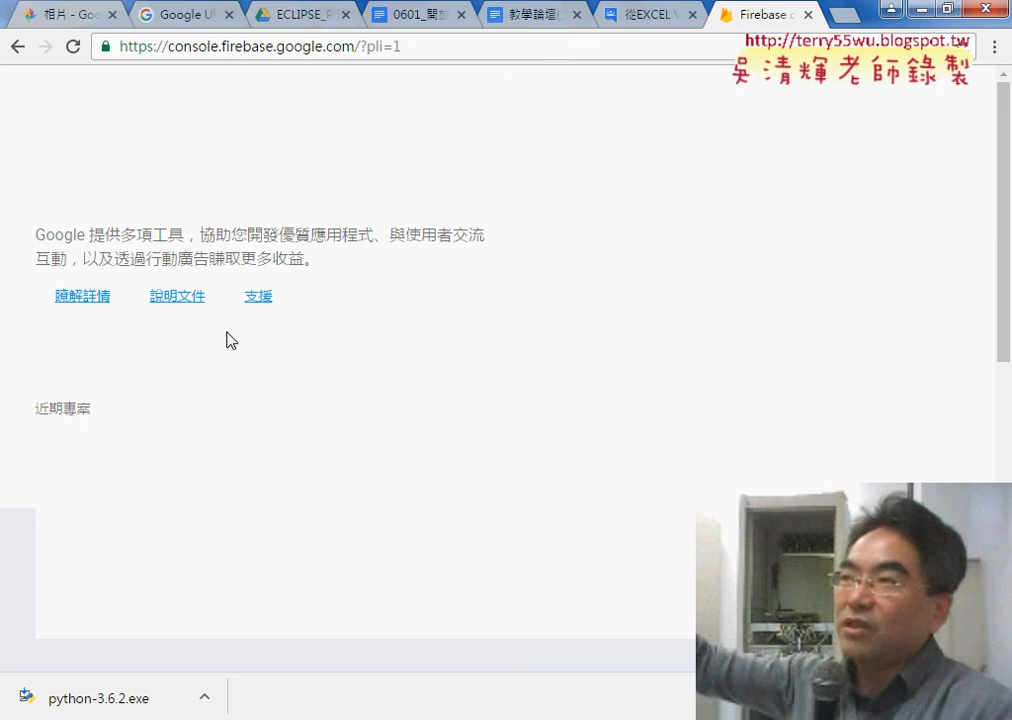 相片 - Goo
Google U
ECLIPSE_F
0601_開放
教學論壇(
從EXCEL V
Firebase c
https://console.firebase.google.com/?pli=1
http://terry55wu.blogspot.tw
吳清輝老師錄製
Google 提供多項工具，協助您開發優質應用程式、與使用者交流
互動，以及透過行動廣告賺取更多收益。
瞭解詳情
說明文件
支援
近期專案
python-3.6.2.exe